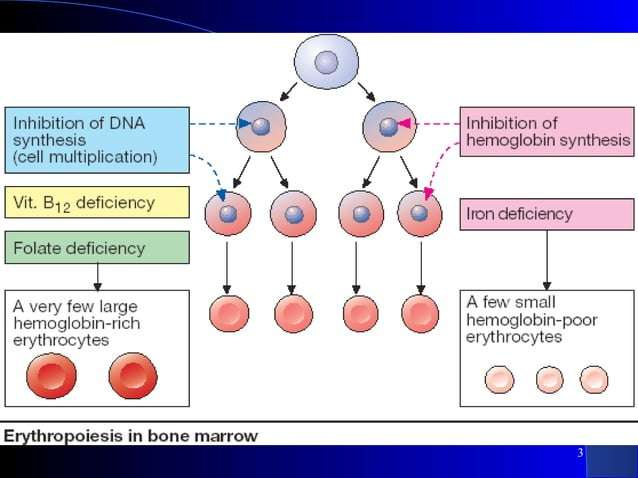 Inhibition of DNA
synthesis
(cell multiplication)
Vit. B12 deficiency
Folate deficiency
A very few large
hemoglobin-rich
erythrocytes
Inhibition of
hemoglobin synthesis
Iron deficiency
A few small
hemoglobin-poor
erythrocytes
Erythropoiesis in bone marrow
3